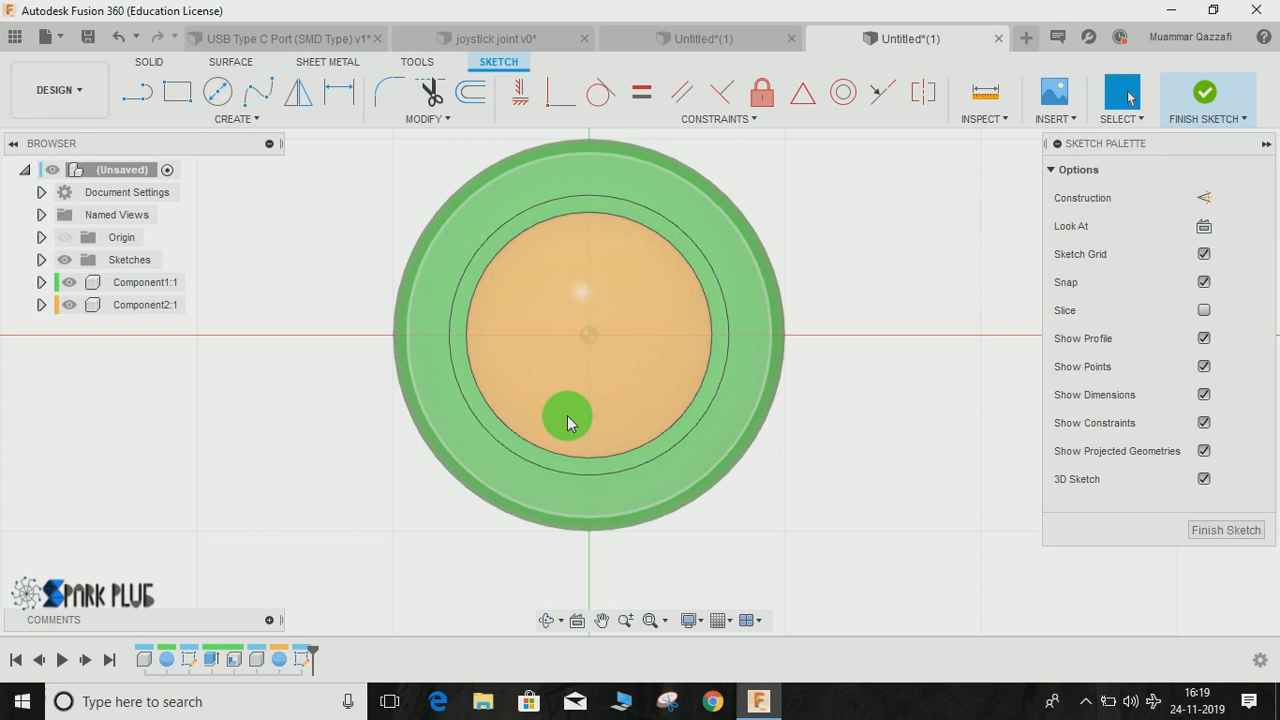 Autodesk Fusion 360 (Education License)
USB Type C Port (SMD Type) v1*
joystick joint v0*
Untitled*(1)
Untitled*(1)
Muammar Qazzafi
SOLID
SURFACE
SHEET METAL
TOOLS
SKETCH
DESIGN
CREATE
MODIFY
CONSTRAINTS
INSPECT
INSERT
SELECT
FINISH SKETCH
BROWSER
(Unsaved)
Document Settings
Named Views
Origin
Sketches
Component1:1
Component2:1
SKETCH PALETTE
Options
Construction
Look At
Sketch Grid
Snap
Slice
Show Profile
Show Points
Show Dimensions
Show Constraints
Show Projected Geometries
3D Sketch
Finish Sketch
SPARK PLUG
COMMENTS
Type here to search
16:19
24-11-2019